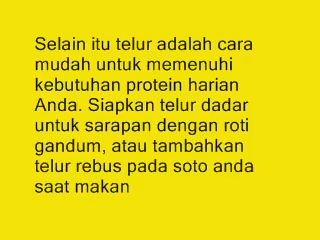 Selain itu telur adalah cara
mudah untuk memenuhi
kebutuhan protein harian
Anda. Siapkan telur dadar
untuk sarapan dengan roti
gandum, atau tambahkan
telur rebus pada soto anda
saat makan